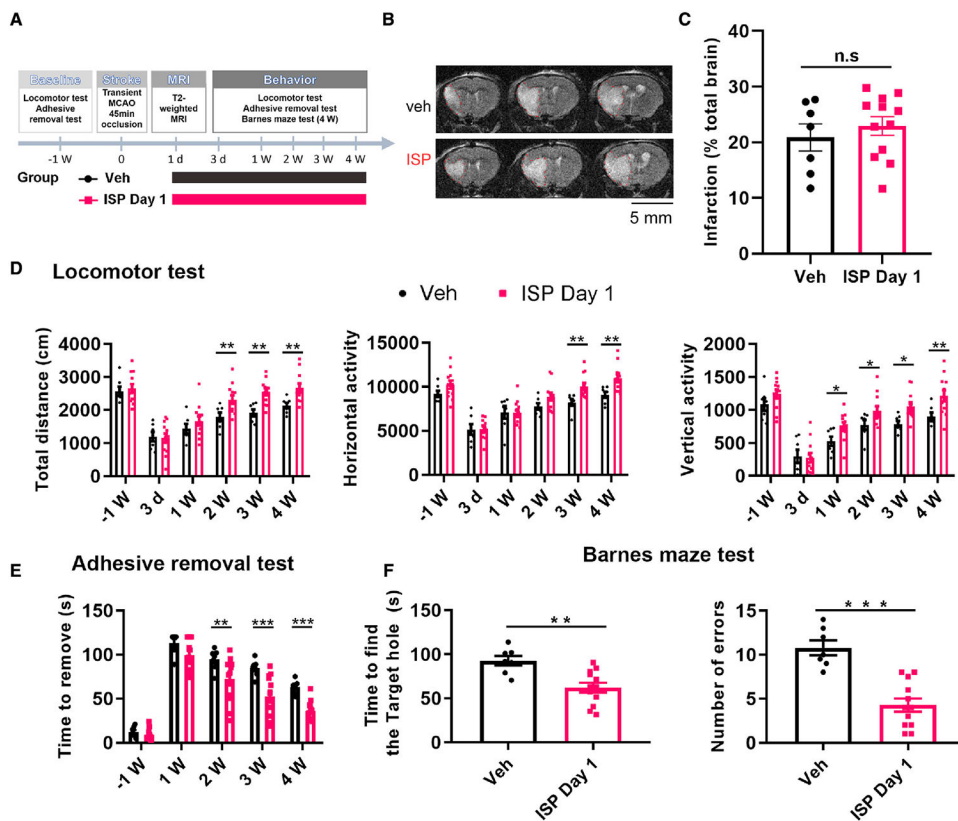 A
Baseline
Stroke
MRI
Behavior
Locomotor test
Adhesive
removal test
Transient
MCAO
45min
occlusion
T2-
weighted
MRI
Locomotor test
Adhesive removal test
Barnes maze test (4 W)
-1 W
0
1 d
3 d
1 W
2 W
3 W
4 W
Group
Veh
ISP Day 1
B
veh
ISP
5 mm
C
Infarction (% total brain)
40
30
20
10
0
n.s
Veh
ISP Day 1
D
Locomotor test
Veh
ISP Day 1
Total distance (cm)
4000
3000
2000
1000
0
**
**
**
-1 W
3 d
1 W
2 W
3 W
4 W
Horizontal activity
15000
10000
5000
0
**
**
-1 W
3 d
1 W
2 W
3 W
4 W
Vertical activity
2000
1500
1000
500
0
*
*
*
**
-1 W
3 d
1 W
2 W
3 W
4 W
E
Adhesive removal test
Time to remove (s)
150
100
50
0
**
***
***
-1 W
1 W
2 W
3 W
4 W
F
Barnes maze test
Time to find
the Target hole (s)
150
100
50
0
**
Veh
ISP Day 1
Number of errors
15
10
5
0
***
Veh
ISP Day 1